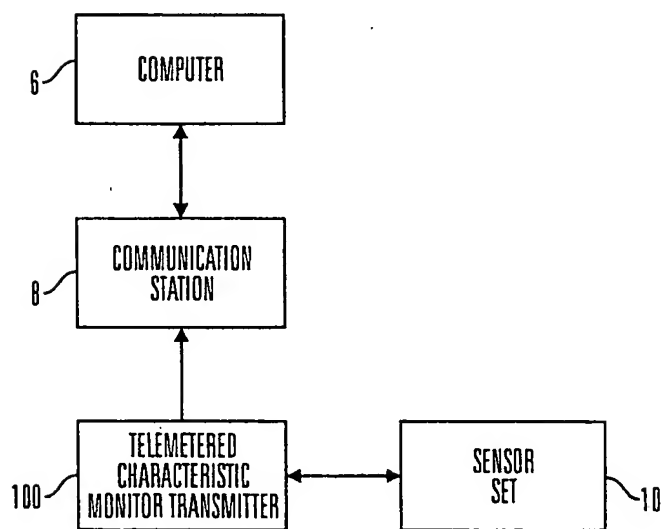 6
COMPUTER
8
COMMUNICATION
STATION
100
TELEMETERED
CHARACTERISTIC
MONITOR TRANSMITTER
SENSOR
SET
10